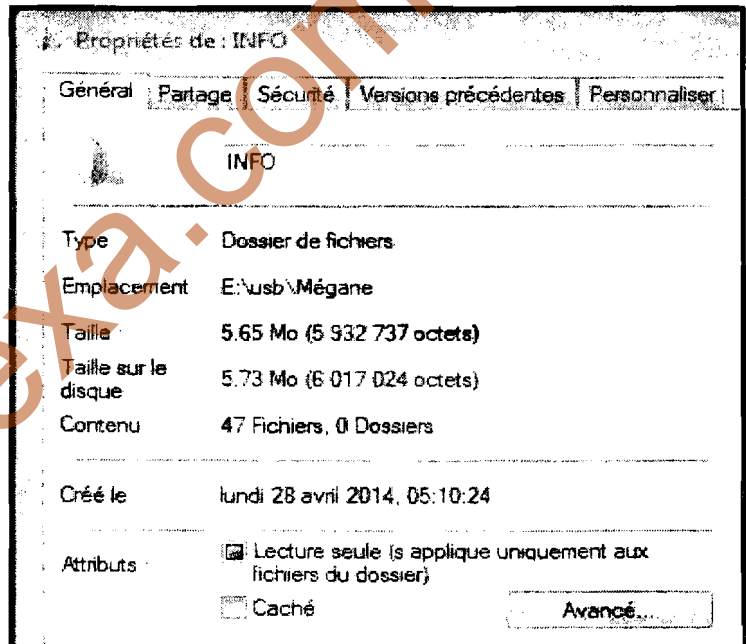 Propriétés de : INFO
Général Partage Sécurité Versions précédentes Personnaliser
INFO
Type Dossier de fichiers
Emplacement E:\usb\Mégane
Taille 5.65 Mo (5 932 737 octets)
Taille sur le disque 5.73 Mo (6 017 024 octets)
Contenu 47 Fichiers, 0 Dossiers
Créé le lundi 28 avril 2014, 05:10:24
Attributs Lecture seule (s applique uniquement aux
fichiers du dossier)
Caché Avancé...
exa.com